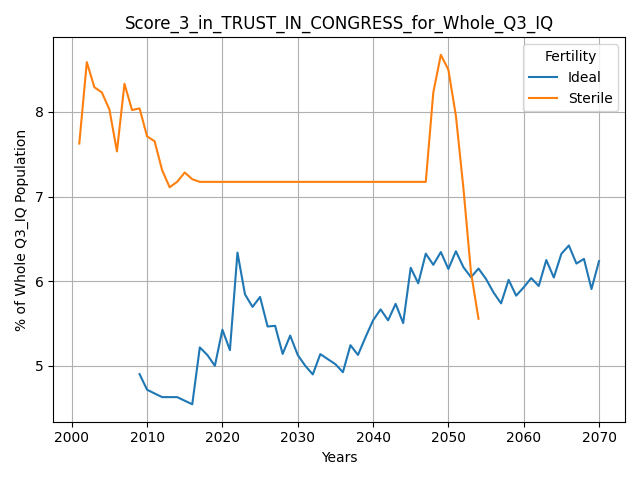 Score_3_in_TRUST_IN_CONGRESS_for_Whole_Q3_IQ
Fertility
Ideal
Sterile
% of Whole Q3_IQ Population
8
7
6
5
2000 2010 2020 2030 2040 2050 2060 2070
Years